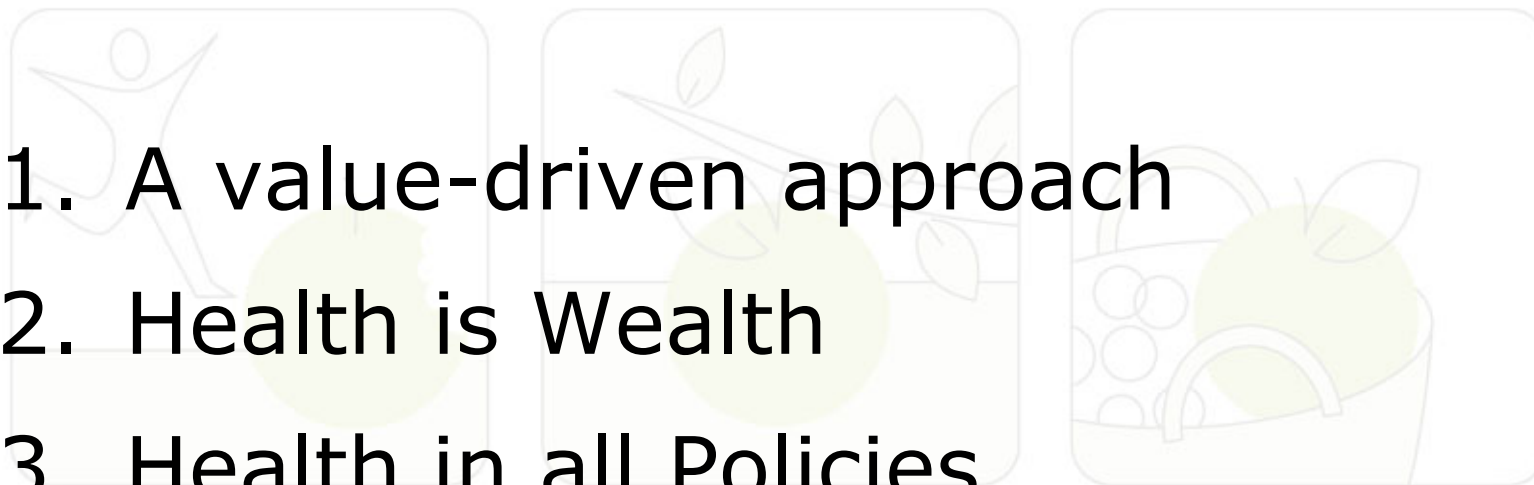 1. A value-driven approach
2. Health is Wealth
3. Health in all Policies